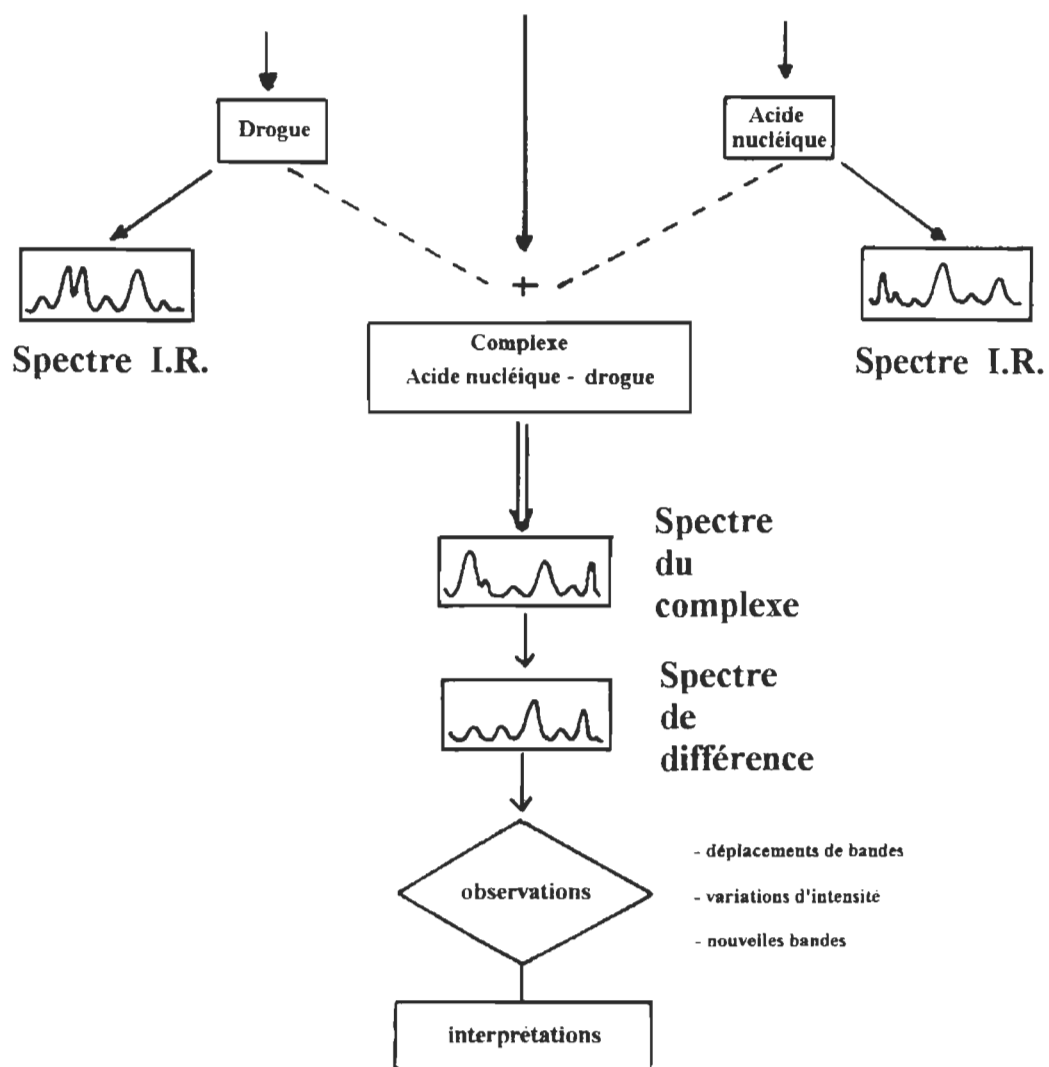 Drogue
Acide
nucléique
+
Spectre I.R.
Spectre I.R.
Complexe
Acide nucléique - drogue
Spectre
du
complexe
Spectre
de
différence
observations
- déplacements de bandes
- variations d'intensité
- nouvelles bandes
interprétations